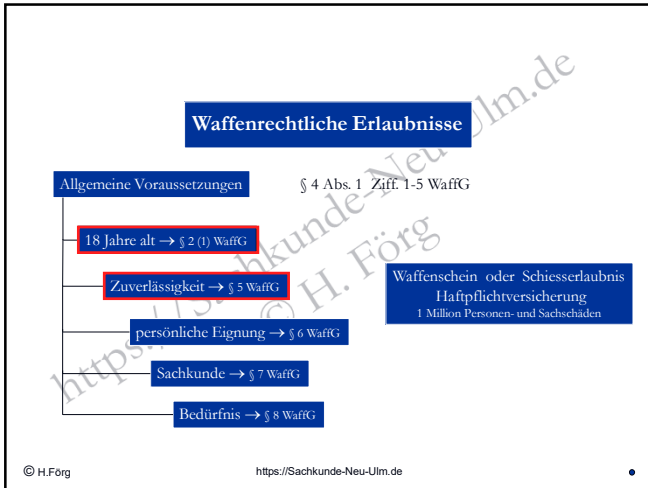 Waffenrechtliche Erlaubnisse
Allgemeine Voraussetzungen
§ 4 Abs. 1 Ziff. 1-5 WaffG
18 Jahre alt → § 2 (1) WaffG
Zuverlässigkeit → § 5 WaffG
persönliche Eignung → § 6 WaffG
Sachkunde → § 7 WaffG
Bedürfnis → § 8 WaffG
Waffenschein oder Schiesserlaubnis
Haftpflichtversicherung
1 Million Personen- und Sachschäden
https://Sachkunde-Neu-Ulm.de
© H. Förg
© H.Förg
https://Sachkunde-Neu-Ulm.de